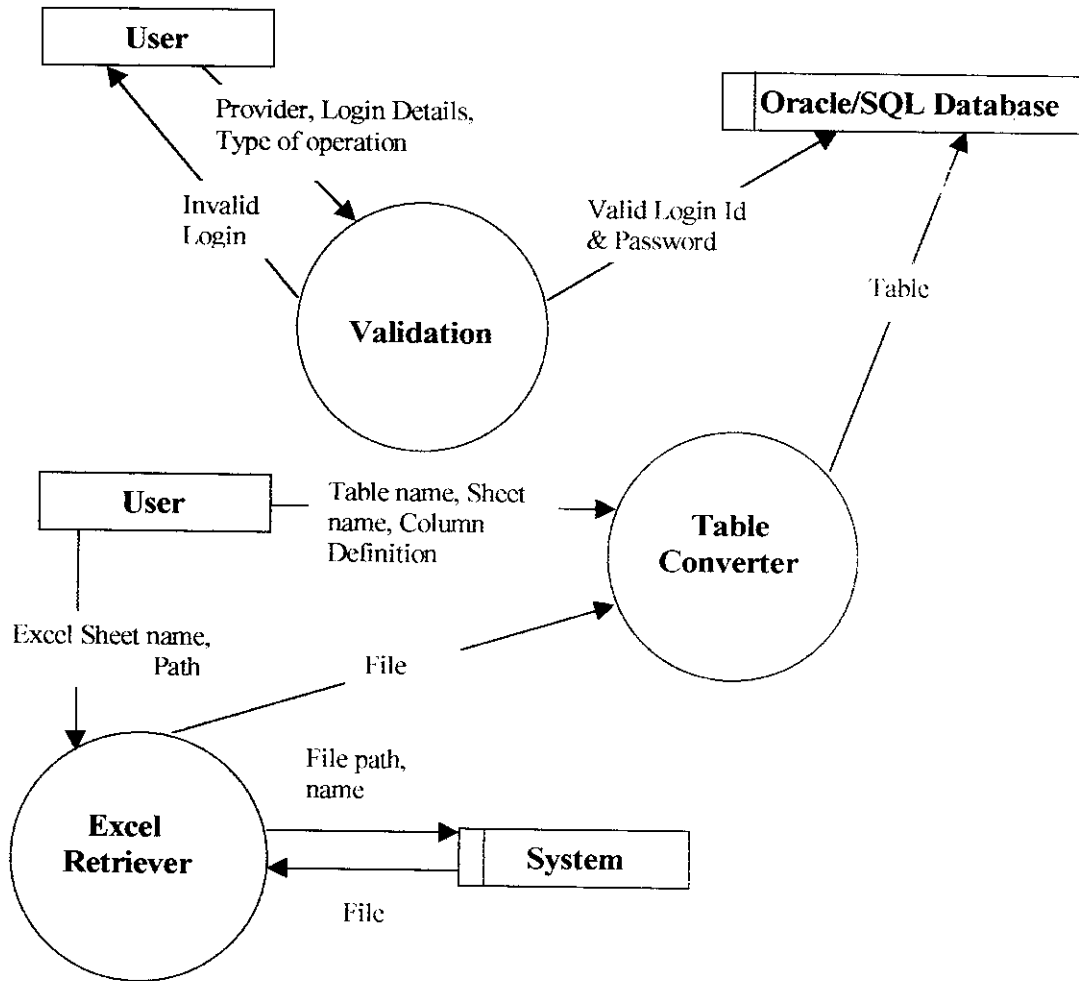 User
Oracle/SQL Database
Provider, Login Details,
Type of operation
Invalid
Login
Valid Login Id
& Password
Validation
Table
User
Table name, Sheet
name, Column
Definition
Table
Converter
Excel Sheet name,
Path
File
File path,
name
Excel
Retriever
System
File